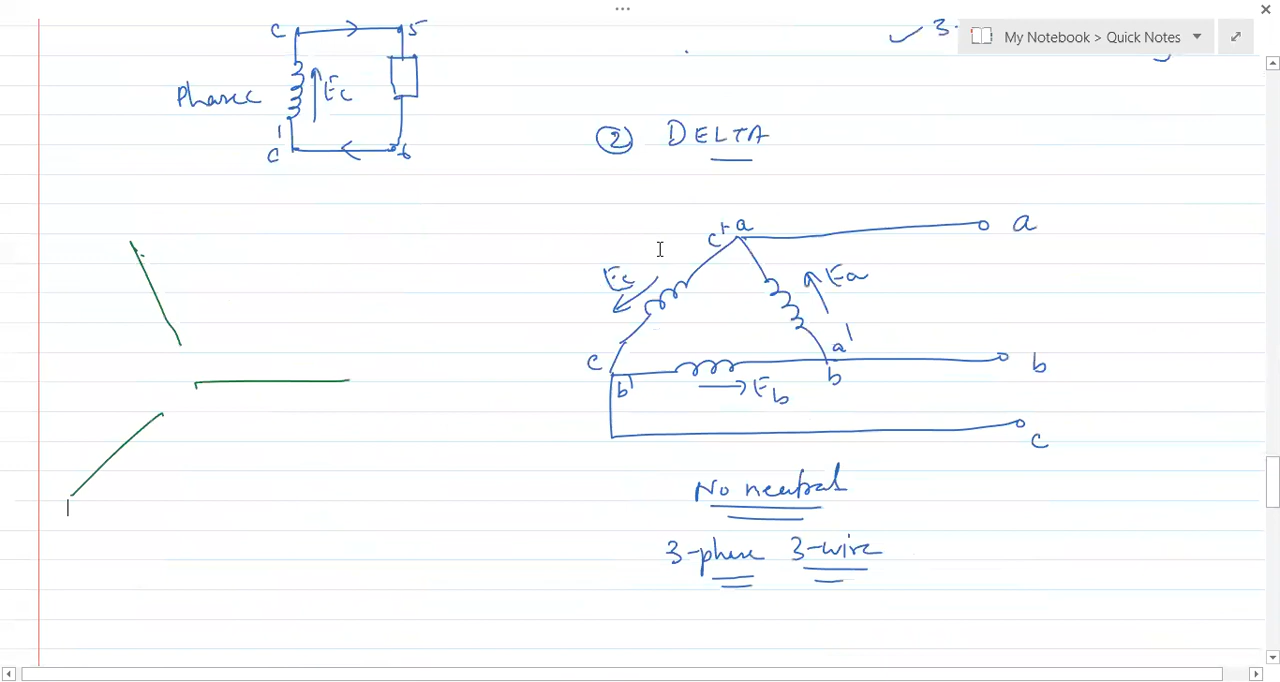 c 5
3-
My Notebook > Quick Notes
Phase c Ec
c' 6
② DELTA
c' a a
Ec Ea
c a' b
b' Eb b
c
No neutral
3-phase 3-wire